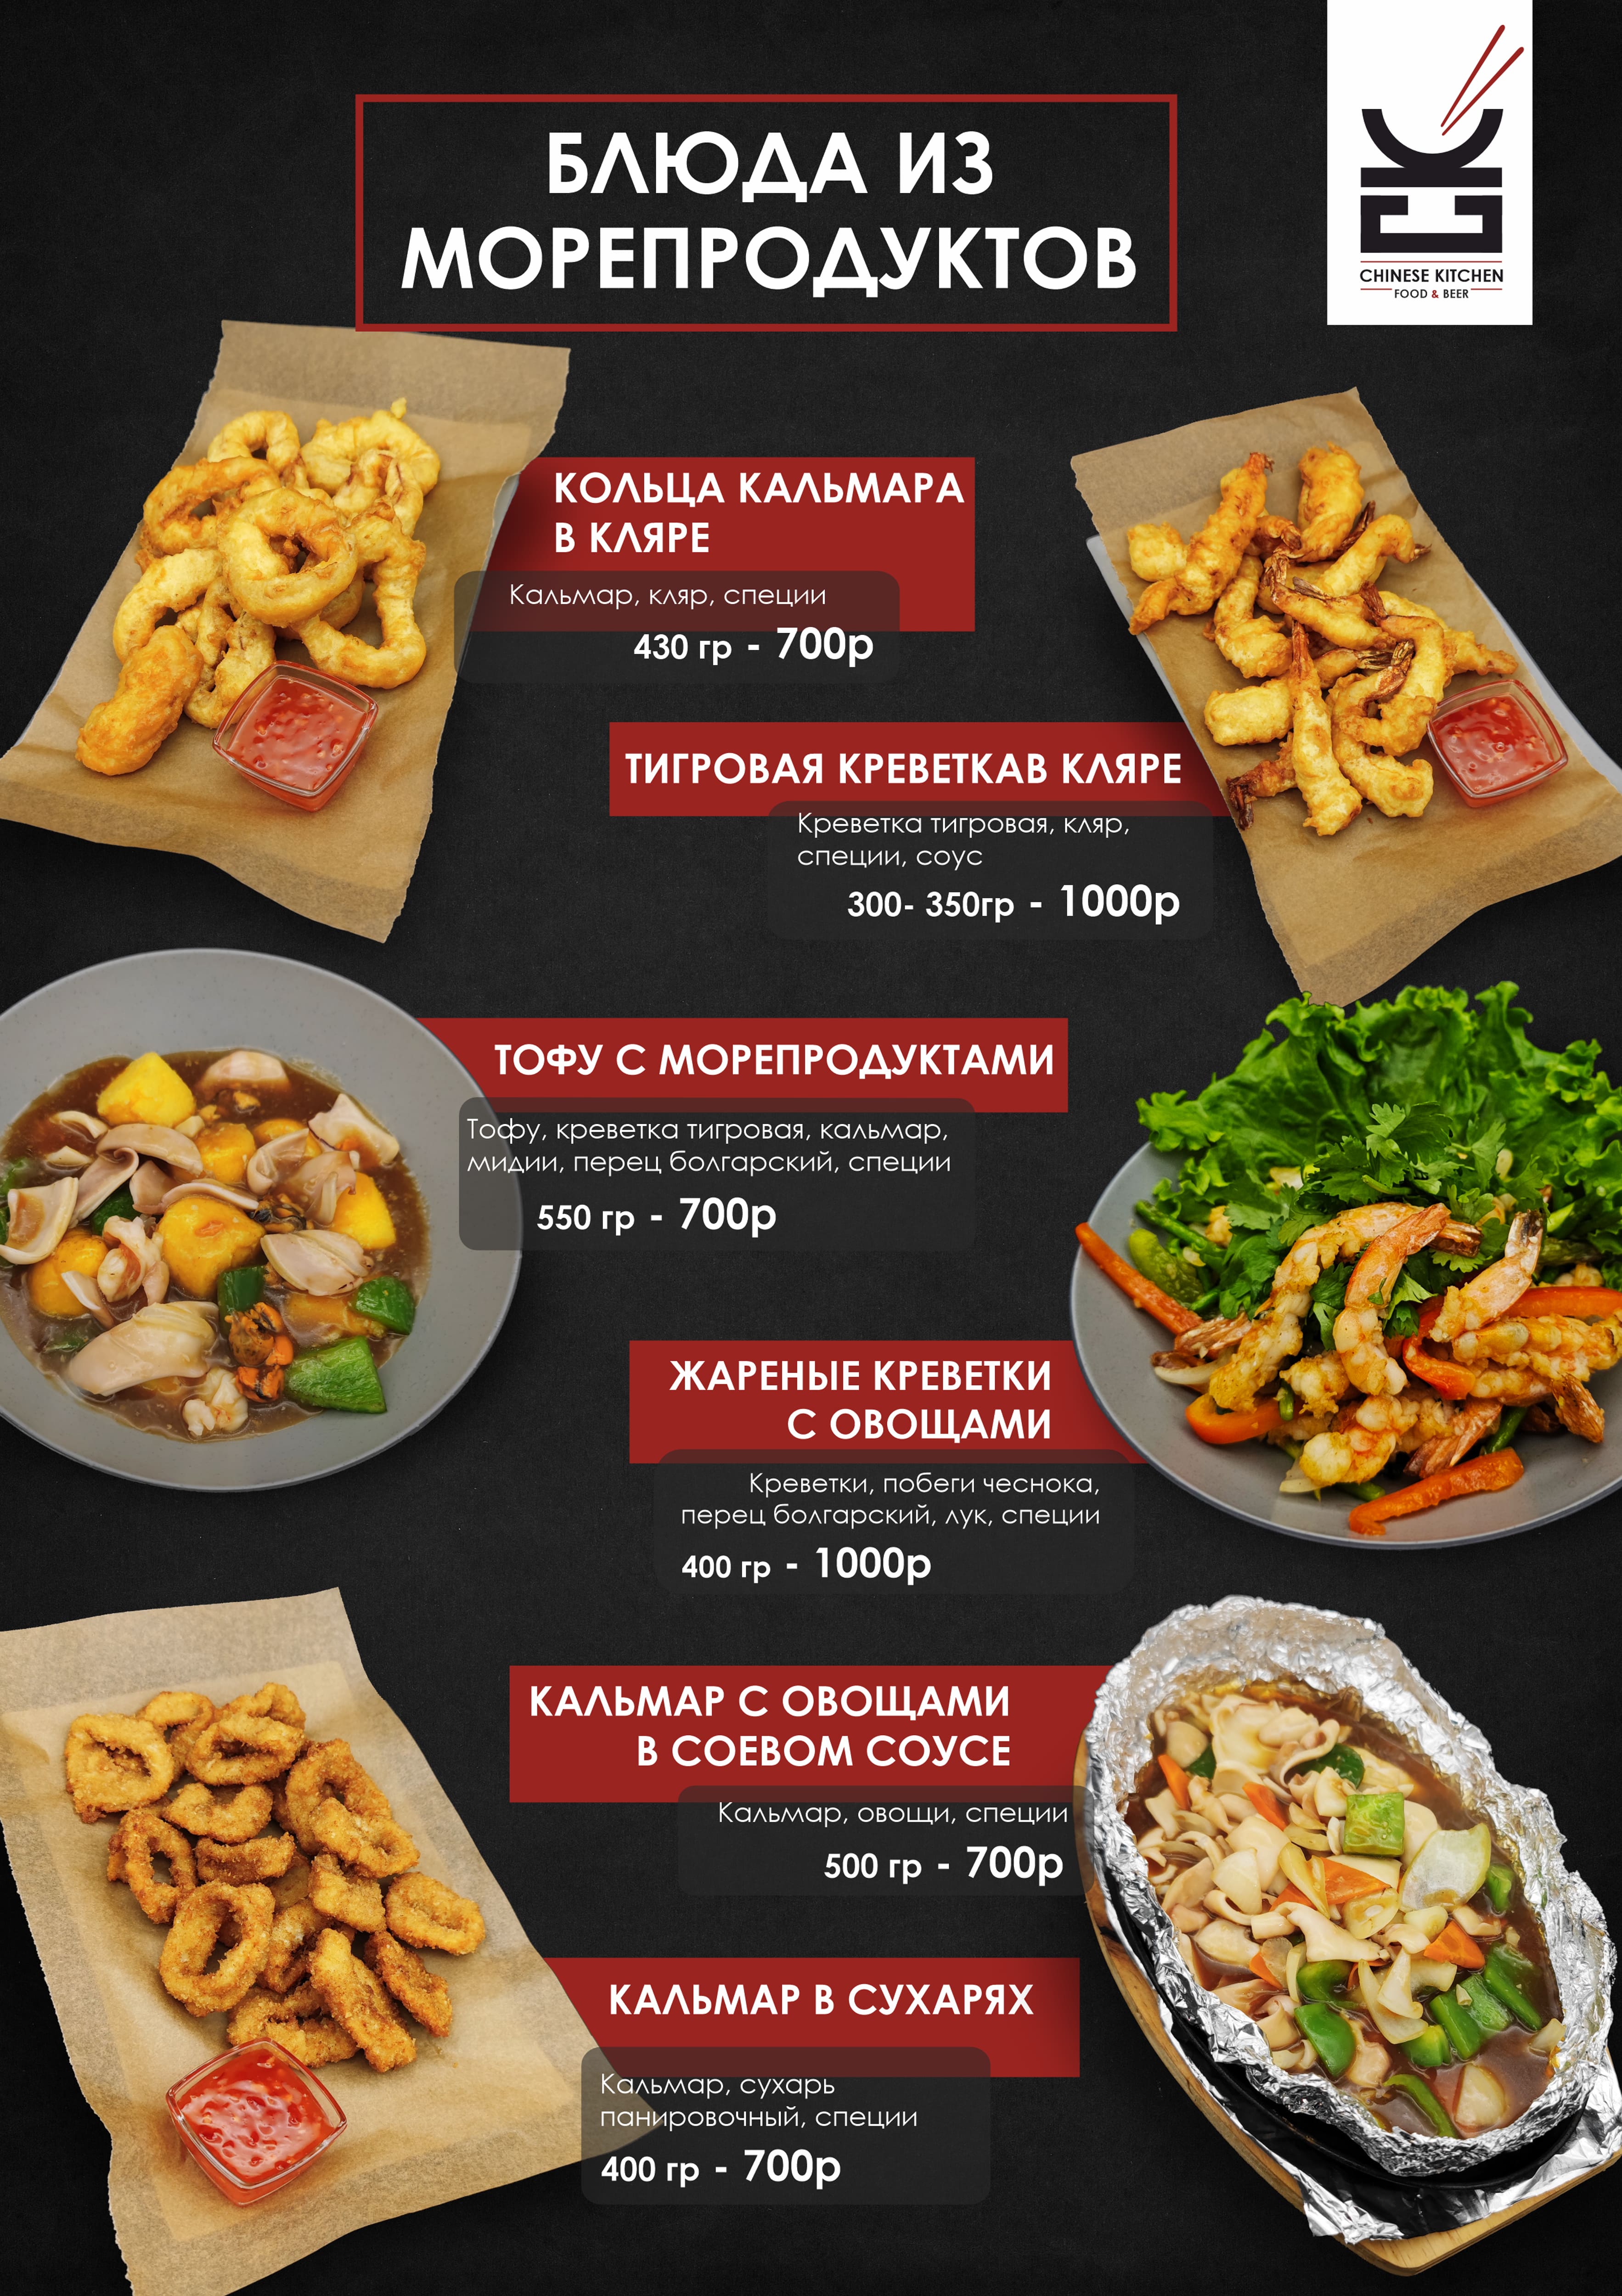 БЛЮДА ИЗ
МОРЕПРОДУКТОВ
CHINESE KITCHEN
FOOD & BEER
КОЛЬЦА КАЛЬМАРА
В КЛЯРЕ
Кальмар, кляр, специи
430 гр - 700р
ТИГРОВАЯ КРЕВЕТКАВ КЛЯРЕ
Креветка тигровая, кляр,
специи, соус
300- 350гр - 1000р
ТОФУ С МОРЕПРОДУКТАМИ
Тофу, креветка тигровая, кальмар,
мидии, перец болгарский, специи
550 гр - 700р
ЖАРЕНЫЕ КРЕВЕТКИ
С ОВОЩАМИ
Креветки, побеги чеснока,
перец болгарский, лук, специи
400 гр - 1000р
КАЛЬМАР С ОВОЩАМИ
В СОЕВОМ СОУСЕ
Кальмар, овощи, специи
500 гр - 700р
КАЛЬМАР В СУХАРЯХ
Кальмар, сухарь
панировочный, специи
400 гр - 700р